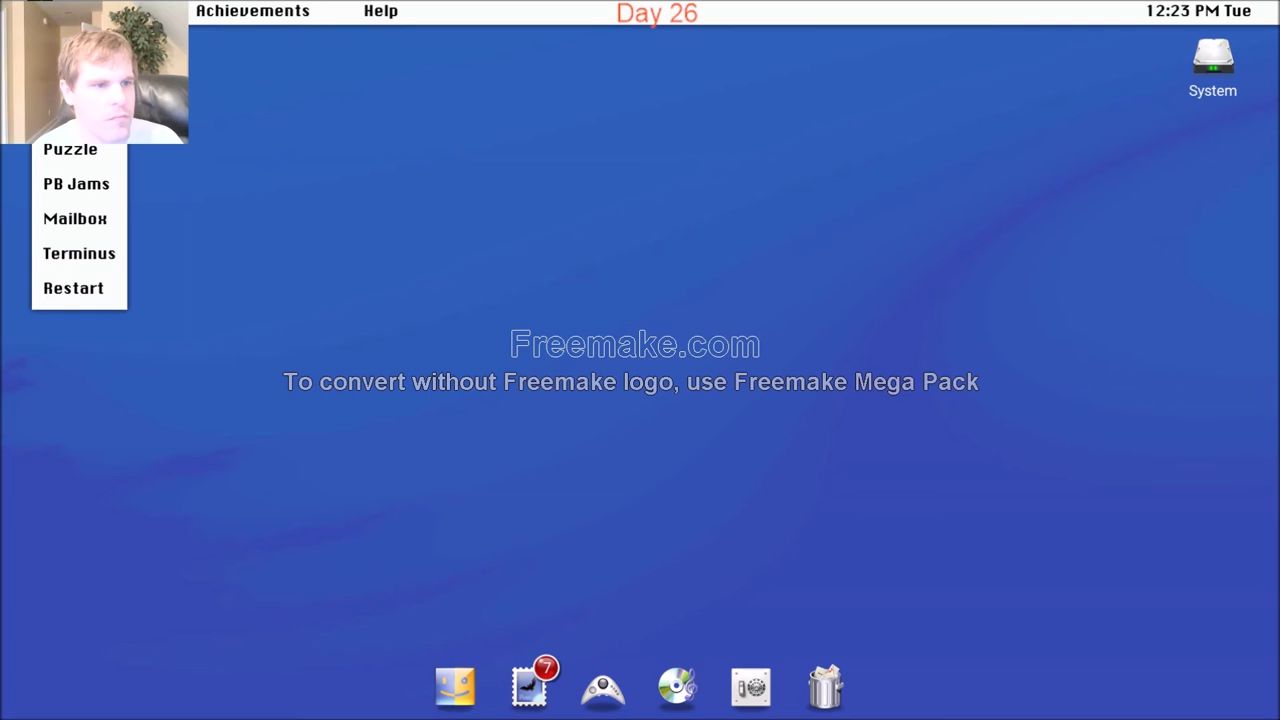 Achievements Help Day 26 12:23 PM Tue
System
Puzzle
PB Jams
Mailbox
Terminus
Restart
Freemake.com
To convert without Freemake logo, use Freemake Mega Pack
7